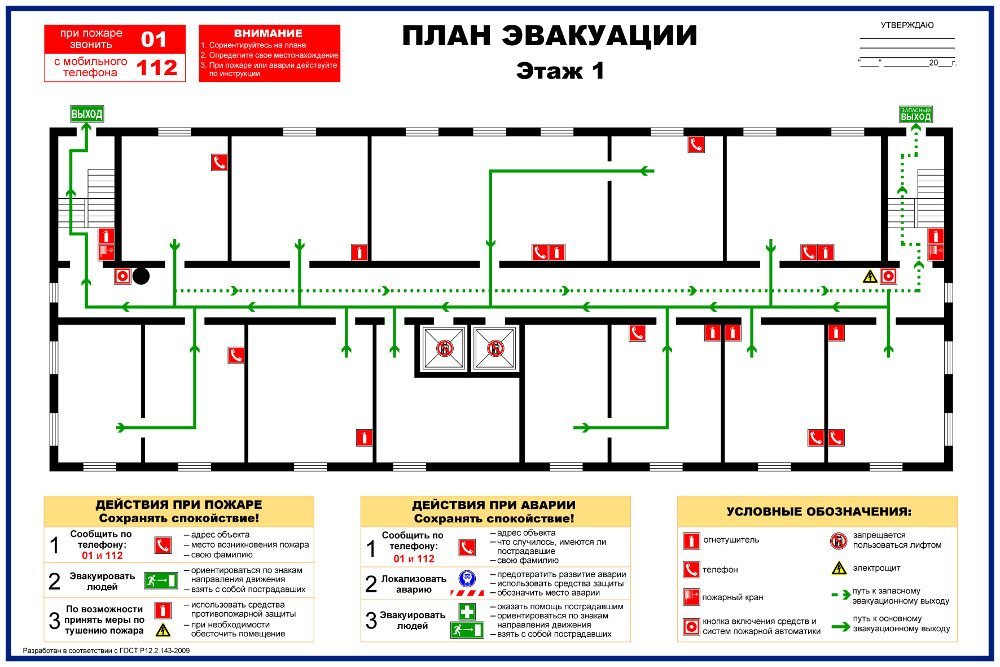 при пожаре звонить 01
с мобильного телефона 112
ВНИМАНИЕ
1. Сориентируйтесь на плане
2. Определите свое местонахождение
3. При пожаре или аварии действуйте
по инструкции
ПЛАН ЭВАКУАЦИИ
Этаж 1
УТВЕРЖДАЮ
"___"__________20___г.
ВЫХОД
ЗАПАСНЫЙ
ВЫХОД
ДЕЙСТВИЯ ПРИ ПОЖАРЕ
Сохранять спокойствие!
1 Сообщить по
телефону:
01 и 112
– адрес объекта
– место возникновения пожара
– свою фамилию
2 Эвакуировать
людей
– ориентироваться по знакам
направления движения
– взять с собой пострадавших
3 По возможности
принять меры по
тушению пожара
– использовать средства
противопожарной защиты
– при необходимости
обесточить помещение
ДЕЙСТВИЯ ПРИ АВАРИИ
Сохранять спокойствие!
1 Сообщить по
телефону:
01 и 112
– адрес объекта
– что случилось, имеются ли
пострадавшие
– свою фамилию
2 Локализовать
аварию
– предотвратить развитие аварии
– использовать средства защиты
– обозначить место аварии
3 Эвакуировать
людей
– оказать помощь пострадавшим
– ориентироваться по знакам
направления движения
– взять с собой пострадавших
УСЛОВНЫЕ ОБОЗНАЧЕНИЯ:
огнетушитель
телефон
пожарный кран
кнопка включения средств и
систем пожарной автоматики
запрещается
пользоваться лифтом
электрощит
путь к запасному
эвакуационному выходу
путь к основному
эвакуационному выходу
Разработан в соответствии с ГОСТ Р12.2.143-2009